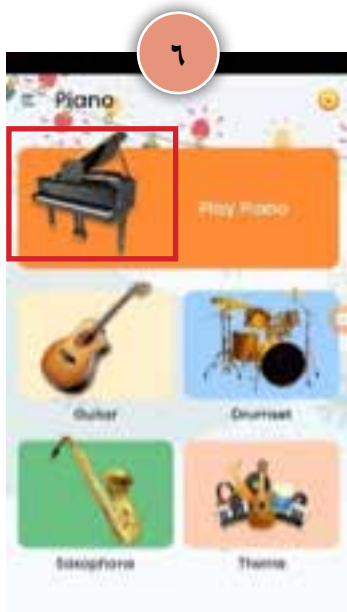 ٦
Piano
Play Piano
Guitar
Drumset
Saxophone
Theme